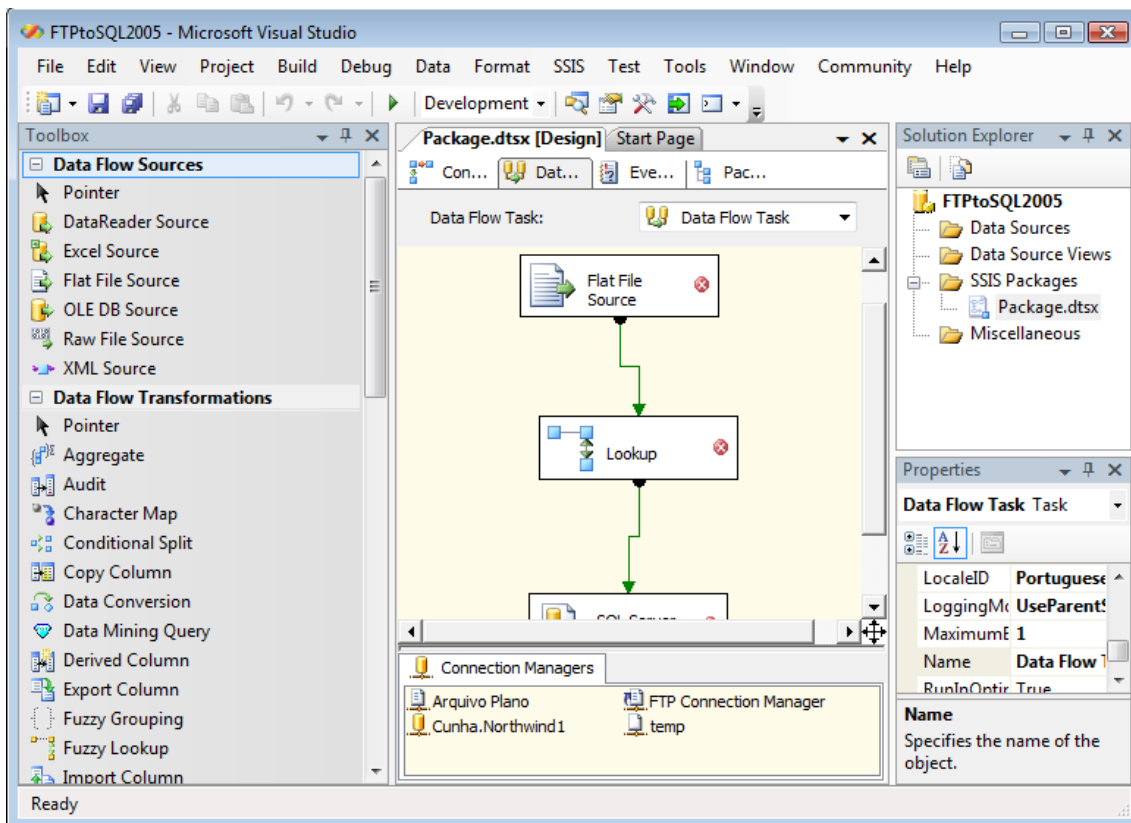 FTPtoSQL2005 - Microsoft Visual Studio
File Edit View Project Build Debug Data Format SSIS Test Tools Window Community Help
Development
Toolbox
Data Flow Sources
Pointer
DataReader Source
Excel Source
Flat File Source
OLE DB Source
Raw File Source
XML Source
Data Flow Transformations
Pointer
Aggregate
Audit
Character Map
Conditional Split
Copy Column
Data Conversion
Data Mining Query
Derived Column
Export Column
Fuzzy Grouping
Fuzzy Lookup
Import Column
Package.dtsx [Design] Start Page
Con... Dat... Eve... Pac...
Data Flow Task: Data Flow Task
Flat File
Source
Lookup
SQL Server
Connection Managers
Arquivo Plano FTP Connection Manager
Cunha.Northwind1 temp
Solution Explorer
FTPtoSQL2005
Data Sources
Data Source Views
SSIS Packages
Package.dtsx
Miscellaneous
Properties
Data Flow Task Task
LocaleID Portuguese
LoggingMo UseParentS
MaximumE 1
Name Data Flow T
RunInOptir True
Name
Specifies the name of the
object.
Ready